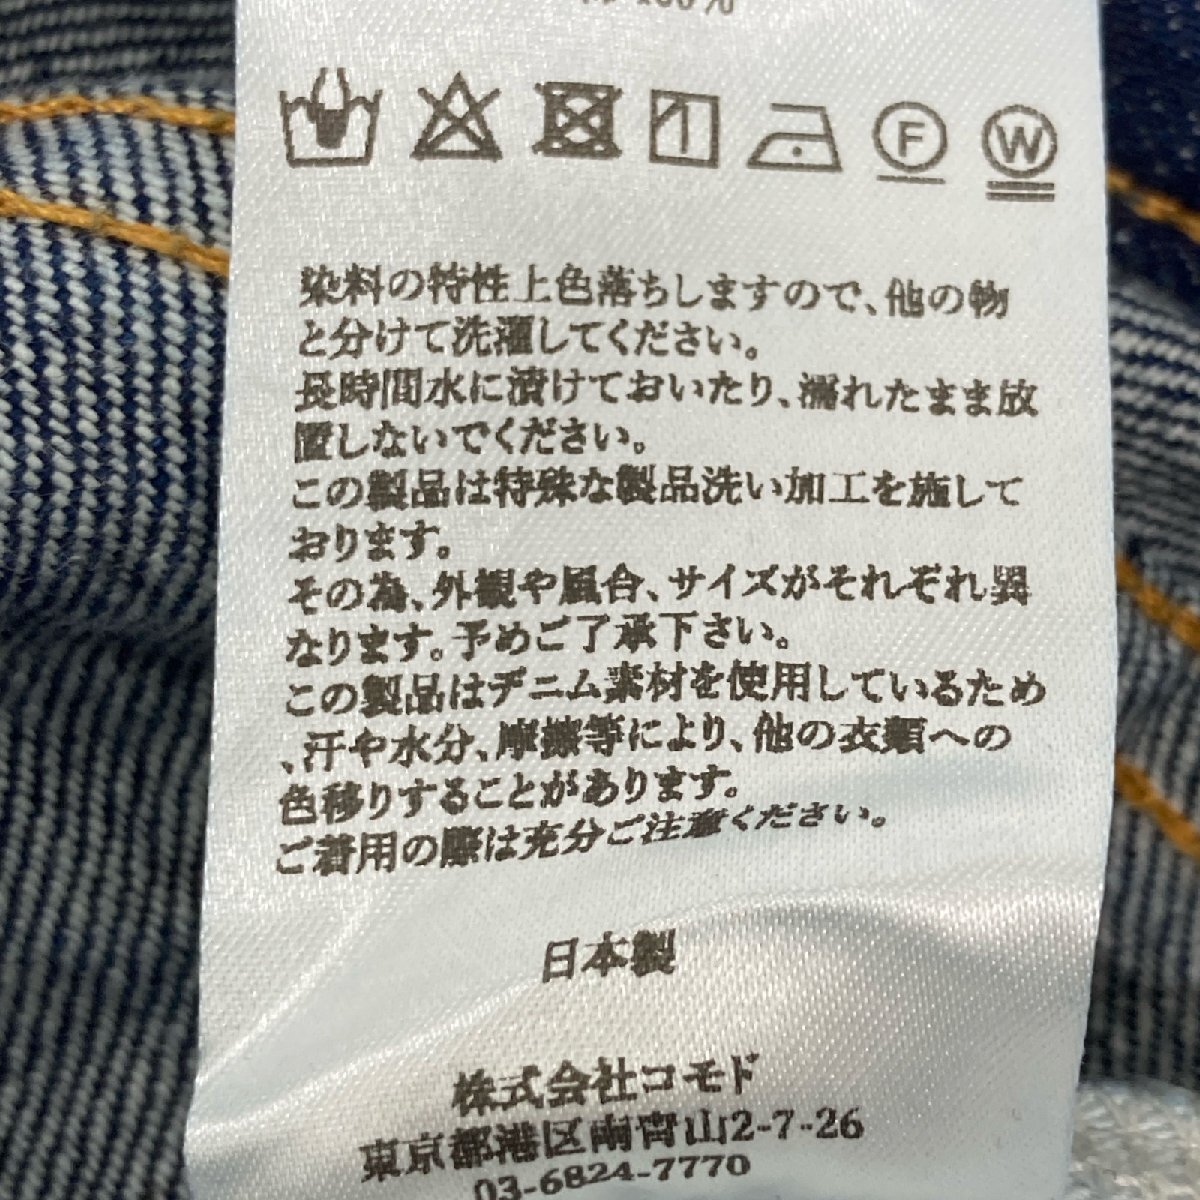 100%
F
W
染料の特性上色落ちしますので、他の物
と分けて洗濯してください。
長時間水に漬けておいたり、濡れたまま放
置しないでください。
この製品は特殊な製品洗い加工を施して
おります。
その為、外観や風合、サイズがそれぞれ異
なります。予めご了承下さい。
この製品はデニム素材を使用しているため
、汗や水分、摩擦等により、他の衣類への
色移りすることがあります。
ご着用の際は充分ご注意ください。
日本製
株式会社コモド
東京都港区南青山2-7-26
03-6824-7770